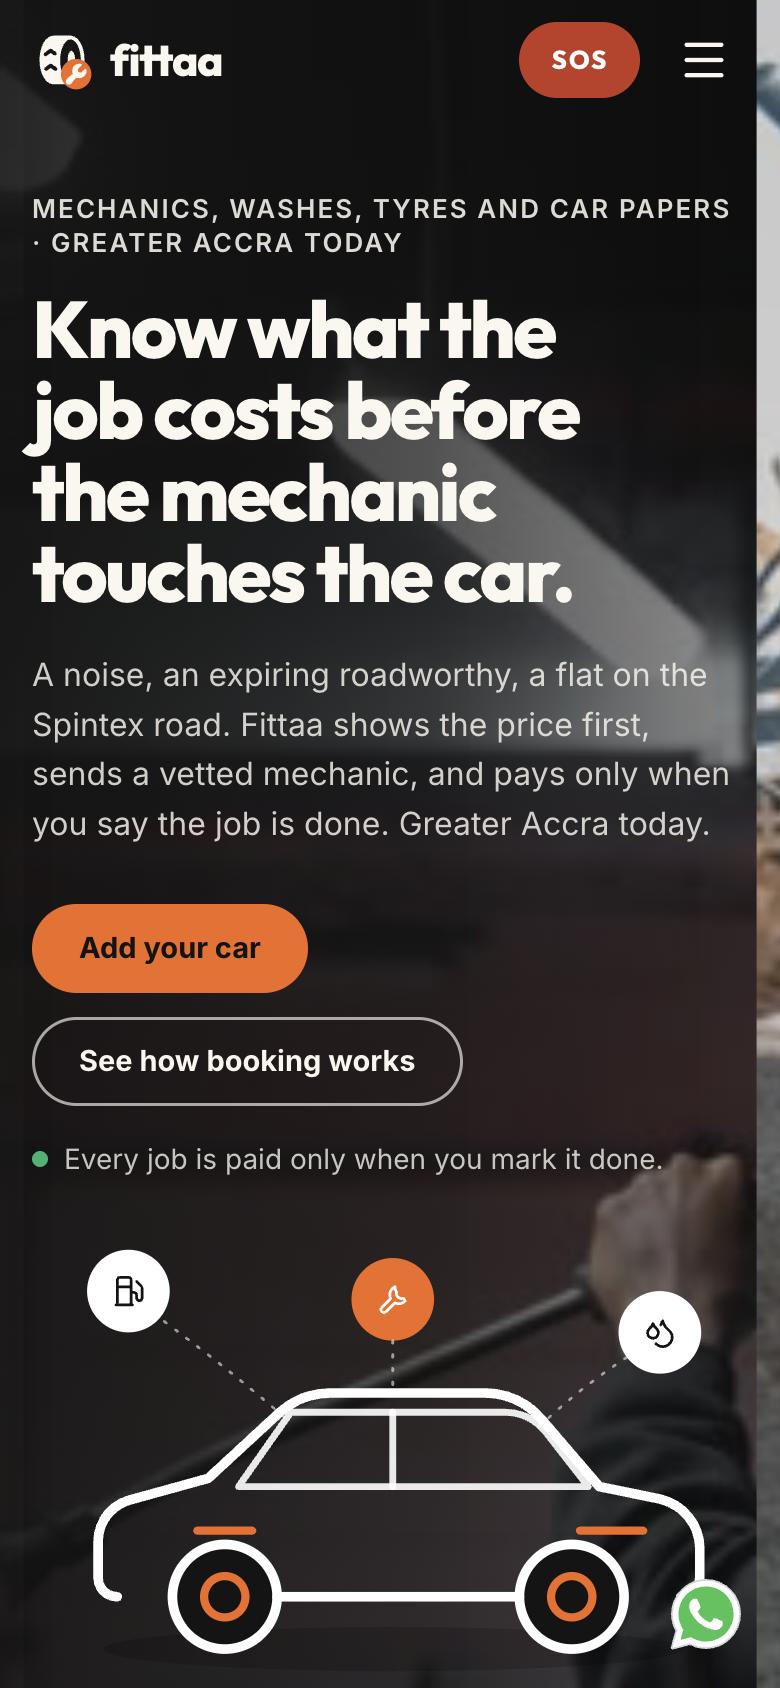 fittaa
SOS
MECHANICS, WASHES, TYRES AND CAR PAPERS
· GREATER ACCRA TODAY
Know what the
job costs before
the mechanic
touches the car.
A noise, an expiring roadworthy, a flat on the
Spintex road. Fittaa shows the price first,
sends a vetted mechanic, and pays only when
you say the job is done. Greater Accra today.
Add your car
See how booking works
Every job is paid only when you mark it done.